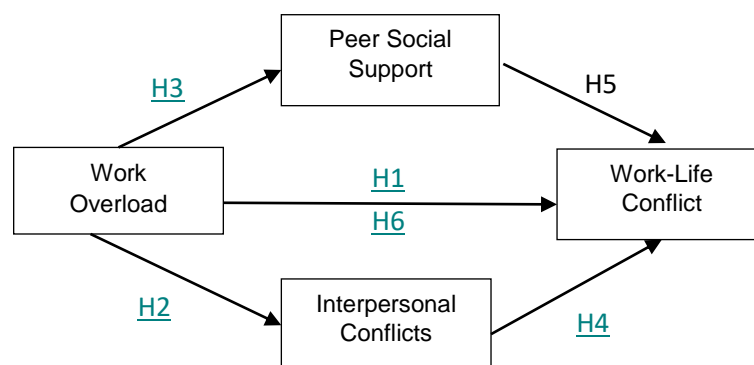 Peer Social
Support
H3
H5
Work
Overload
H1
H6
Work-Life
Conflict
H2
Interpersonal
Conflicts
H4